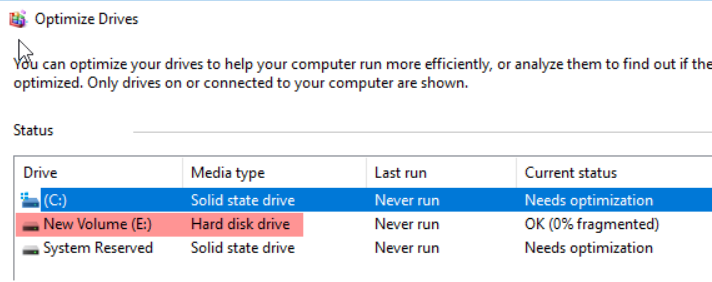 Optimize Drives
You can optimize your drives to help your computer run more efficiently, or analyze them to find out if the
optimized. Only drives on or connected to your computer are shown.
Status
Drive Media type Last run Current status
(C:) Solid state drive Never run Needs optimization
New Volume (E:) Hard disk drive Never run OK (0% fragmented)
System Reserved Solid state drive Never run Needs optimization